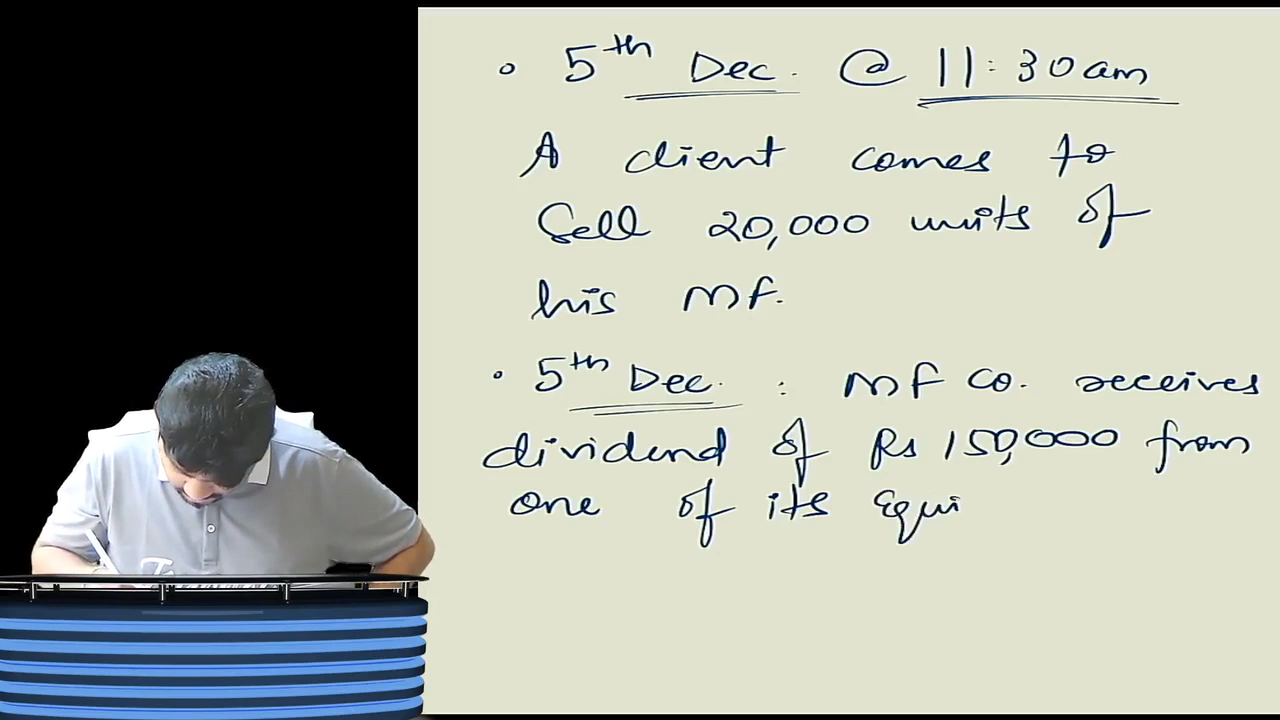 • 5th Dec. @ 11:30am
A client comes to
Sell 20,000 units of
his MF.
• 5th Dec. : MF Co. receives
dividend of Rs 150,000 from
one of its Equi